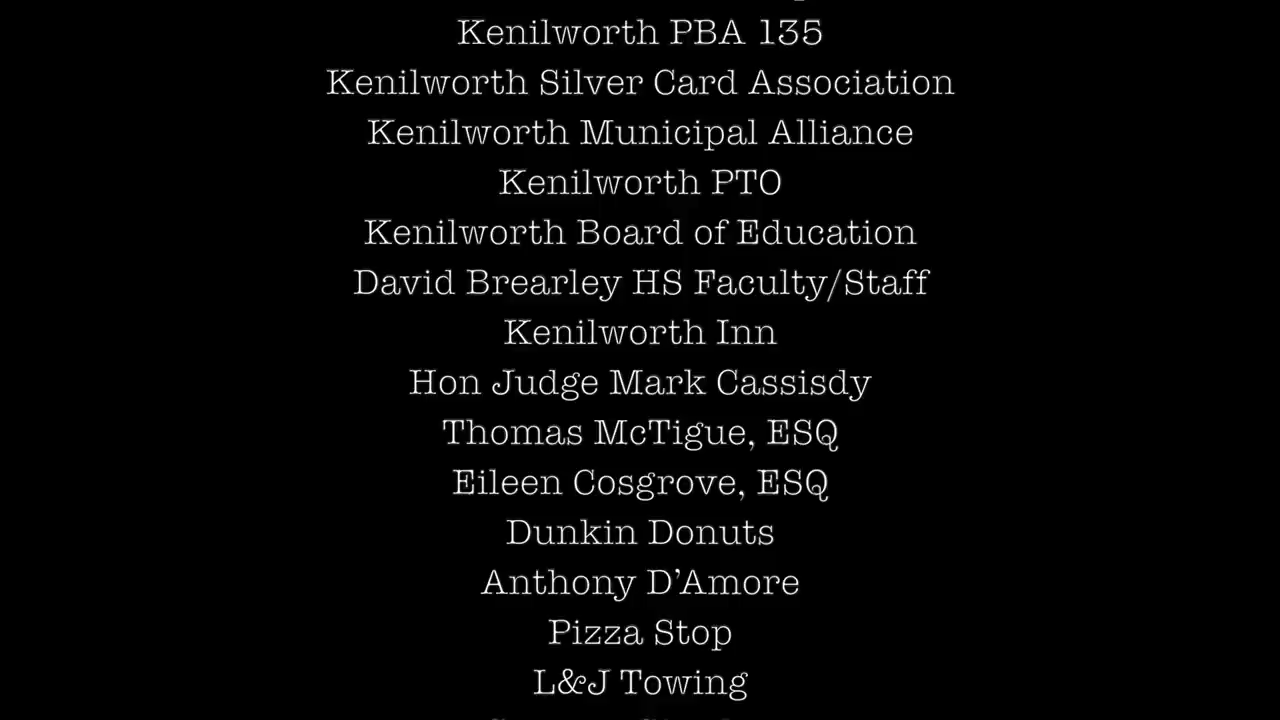 Kenilworth PBA 135
Kenilworth Silver Card Association
Kenilworth Municipal Alliance
Kenilworth PTO
Kenilworth Board of Education
David Brearley HS Faculty/Staff
Kenilworth Inn
Hon Judge Mark Cassisdy
Thomas McTigue, ESQ
Eileen Cosgrove, ESQ
Dunkin Donuts
Anthony D’Amore
Pizza Stop
L&J Towing